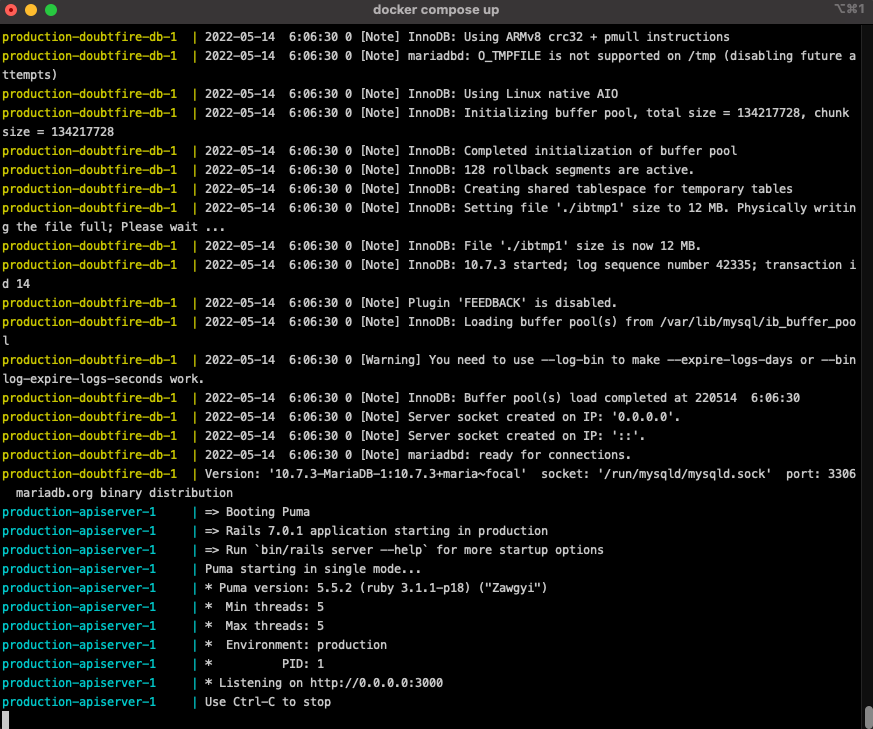 docker compose up
⌥⌘1
production-doubtfire-db-1  | 2022-05-14  6:06:30 0 [Note] InnoDB: Using ARMv8 crc32 + pmull instructions
production-doubtfire-db-1  | 2022-05-14  6:06:30 0 [Note] mariadbd: O_TMPFILE is not supported on /tmp (disabling future a
ttempts)
production-doubtfire-db-1  | 2022-05-14  6:06:30 0 [Note] InnoDB: Using Linux native AIO
production-doubtfire-db-1  | 2022-05-14  6:06:30 0 [Note] InnoDB: Initializing buffer pool, total size = 134217728, chunk
size = 134217728
production-doubtfire-db-1  | 2022-05-14  6:06:30 0 [Note] InnoDB: Completed initialization of buffer pool
production-doubtfire-db-1  | 2022-05-14  6:06:30 0 [Note] InnoDB: 128 rollback segments are active.
production-doubtfire-db-1  | 2022-05-14  6:06:30 0 [Note] InnoDB: Creating shared tablespace for temporary tables
production-doubtfire-db-1  | 2022-05-14  6:06:30 0 [Note] InnoDB: Setting file './ibtmp1' size to 12 MB. Physically writin
g the file full; Please wait ...
production-doubtfire-db-1  | 2022-05-14  6:06:30 0 [Note] InnoDB: File './ibtmp1' size is now 12 MB.
production-doubtfire-db-1  | 2022-05-14  6:06:30 0 [Note] InnoDB: 10.7.3 started; log sequence number 42335; transaction i
d 14
production-doubtfire-db-1  | 2022-05-14  6:06:30 0 [Note] Plugin 'FEEDBACK' is disabled.
production-doubtfire-db-1  | 2022-05-14  6:06:30 0 [Note] InnoDB: Loading buffer pool(s) from /var/lib/mysql/ib_buffer_poo
l
production-doubtfire-db-1  | 2022-05-14  6:06:30 0 [Warning] You need to use --log-bin to make --expire-logs-days or --bin
log-expire-logs-seconds work.
production-doubtfire-db-1  | 2022-05-14  6:06:30 0 [Note] InnoDB: Buffer pool(s) load completed at 220514  6:06:30
production-doubtfire-db-1  | 2022-05-14  6:06:30 0 [Note] Server socket created on IP: '0.0.0.0'.
production-doubtfire-db-1  | 2022-05-14  6:06:30 0 [Note] Server socket created on IP: '::'.
production-doubtfire-db-1  | 2022-05-14  6:06:30 0 [Note] mariadbd: ready for connections.
production-doubtfire-db-1  | Version: '10.7.3-MariaDB-1:10.7.3+maria~focal'  socket: '/run/mysqld/mysqld.sock'  port: 3306
  mariadb.org binary distribution
production-apiserver-1     | => Booting Puma
production-apiserver-1     | => Rails 7.0.1 application starting in production
production-apiserver-1     | => Run `bin/rails server --help` for more startup options
production-apiserver-1     | Puma starting in single mode...
production-apiserver-1     | * Puma version: 5.5.2 (ruby 3.1.1-p18) ("Zawgyi")
production-apiserver-1     | *  Min threads: 5
production-apiserver-1     | *  Max threads: 5
production-apiserver-1     | *  Environment: production
production-apiserver-1     | *          PID: 1
production-apiserver-1     | * Listening on http://0.0.0.0:3000
production-apiserver-1     | Use Ctrl-C to stop